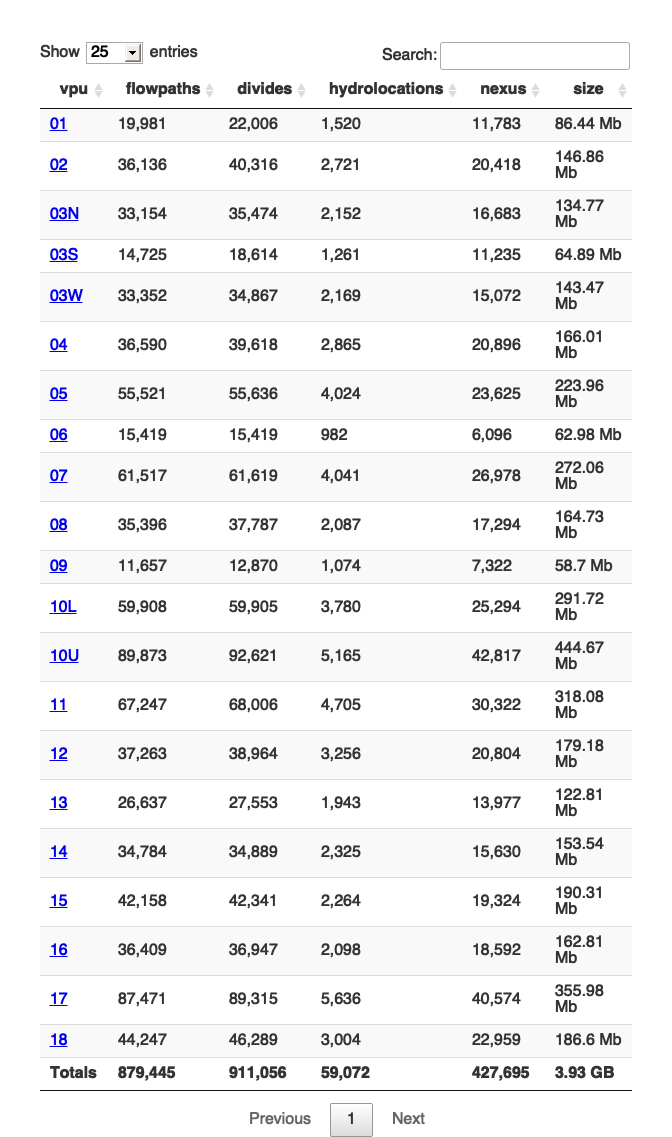 Show 25 entries Search:
vpu flowpaths divides hydrolocations nexus size
01 19,981 22,006 1,520 11,783 86.44 Mb
02 36,136 40,316 2,721 20,418 146.86
Mb
03N 33,154 35,474 2,152 16,683 134.77
Mb
03S 14,725 18,614 1,261 11,235 64.89 Mb
03W 33,352 34,867 2,169 15,072 143.47
Mb
04 36,590 39,618 2,865 20,896 166.01
Mb
05 55,521 55,636 4,024 23,625 223.96
Mb
06 15,419 15,419 982 6,096 62.98 Mb
07 61,517 61,619 4,041 26,978 272.06
Mb
08 35,396 37,787 2,087 17,294 164.73
Mb
09 11,657 12,870 1,074 7,322 58.7 Mb
10L 59,908 59,905 3,780 25,294 291.72
Mb
10U 89,873 92,621 5,165 42,817 444.67
Mb
11 67,247 68,006 4,705 30,322 318.08
Mb
12 37,263 38,964 3,256 20,804 179.18
Mb
13 26,637 27,553 1,943 13,977 122.81
Mb
14 34,784 34,889 2,325 15,630 153.54
Mb
15 42,158 42,341 2,264 19,324 190.31
Mb
16 36,409 36,947 2,098 18,592 162.81
Mb
17 87,471 89,315 5,636 40,574 355.98
Mb
18 44,247 46,289 3,004 22,959 186.6 Mb
Totals 879,445 911,056 59,072 427,695 3.93 GB
Previous 1 Next